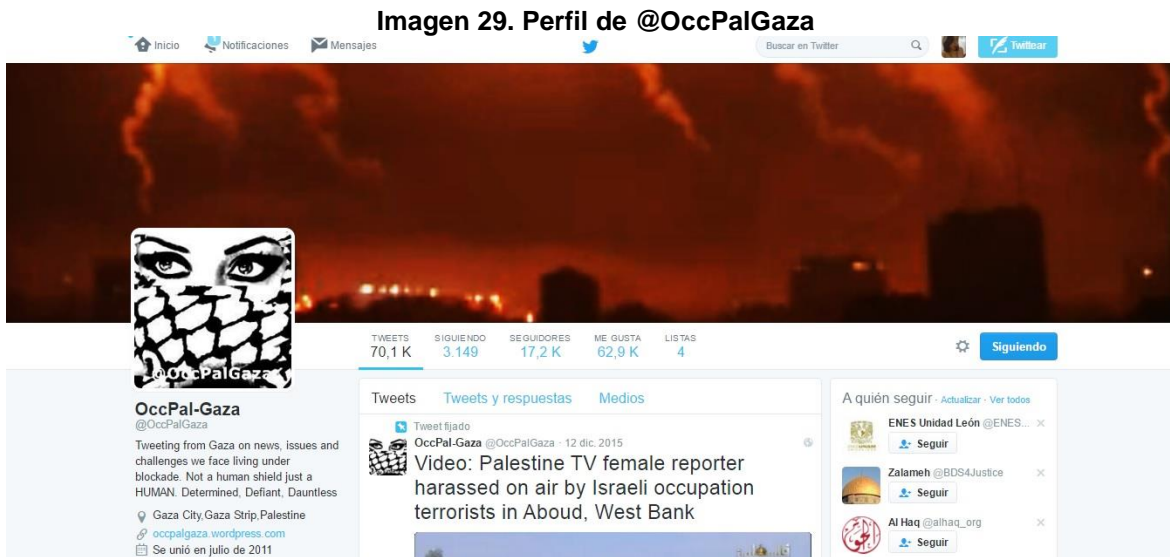 Imagen 29. Perfil de @OccPalGaza
Inicio
1
Notificaciones
Mensajes
Buscar en Twitter
Twittear
@OccPalGaza
TWEETS SIGUIENDO SEGUIDORES ME GUSTA LISTAS
70,1 K 3.149 17,2 K 62,9 K 4
Siguiendo
OccPal-Gaza
@OccPalGaza
Tweeting from Gaza on news, issues and
challenges we face living under
blockade. Not a human shield just a
HUMAN. Determined, Defiant, Dauntless
Gaza City,Gaza Strip,Palestine
occpalgaza.wordpress.com
Se unió en julio de 2011
Tweets Tweets y respuestas Medios
Tweet fijado
OccPal-Gaza @OccPalGaza · 12 dic. 2015
Video: Palestine TV female reporter
harassed on air by Israeli occupation
terrorists in Aboud, West Bank
A quién seguir · Actualizar · Ver todos
ENES Unidad León @ENES...
Seguir
Zalameh @BDS4Justice
Seguir
Al Haq @alhaq_org
Seguir